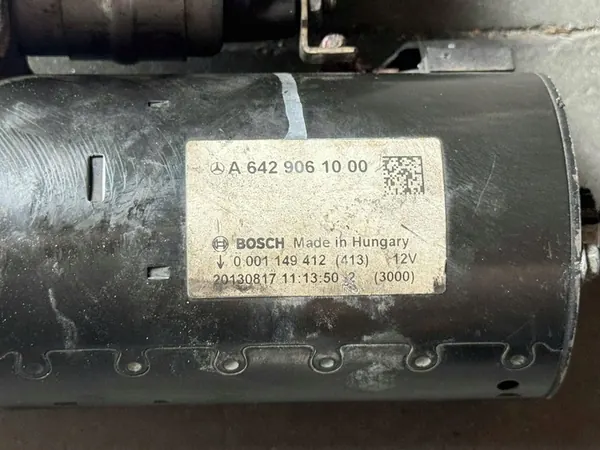 A 642 906 10 00
BOSCH Made in Hungary
↓ 0 001 149 412 (413) 12V
20130817 11:13:50 2 (3000)